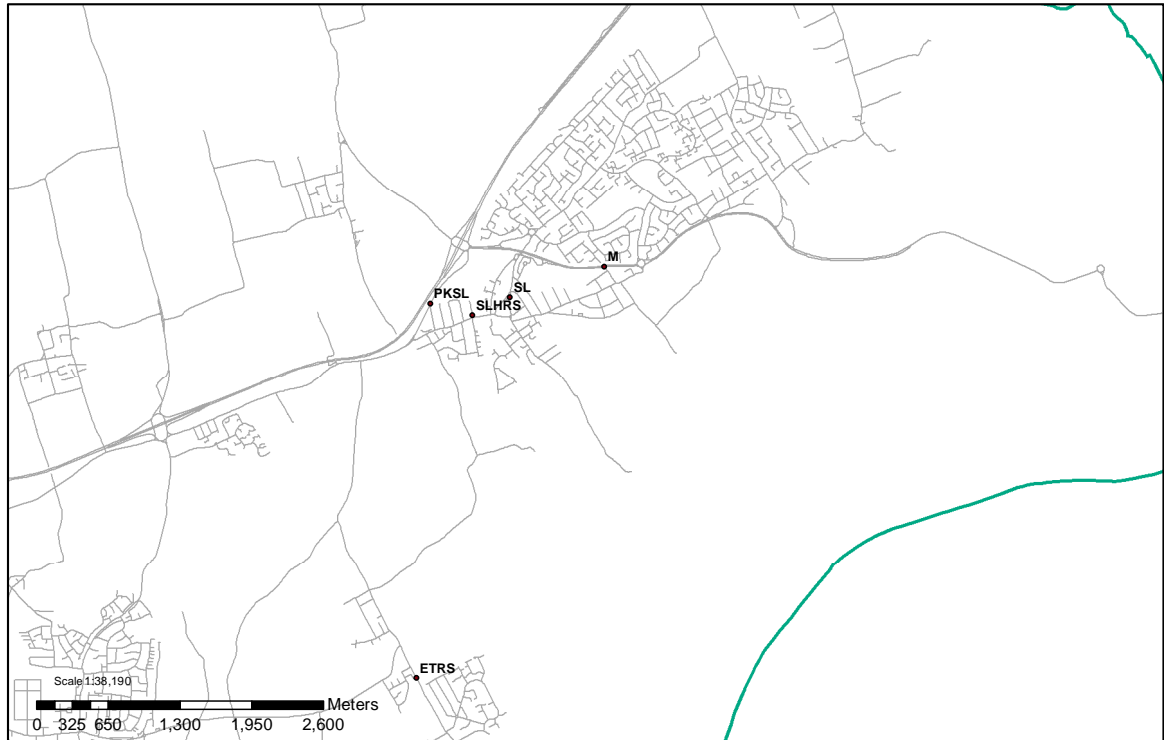 M
SL
PKSL
SLHRS
ETRS
Scale 1:38,190
Meters
0 325 650 1,300 1,950 2,600